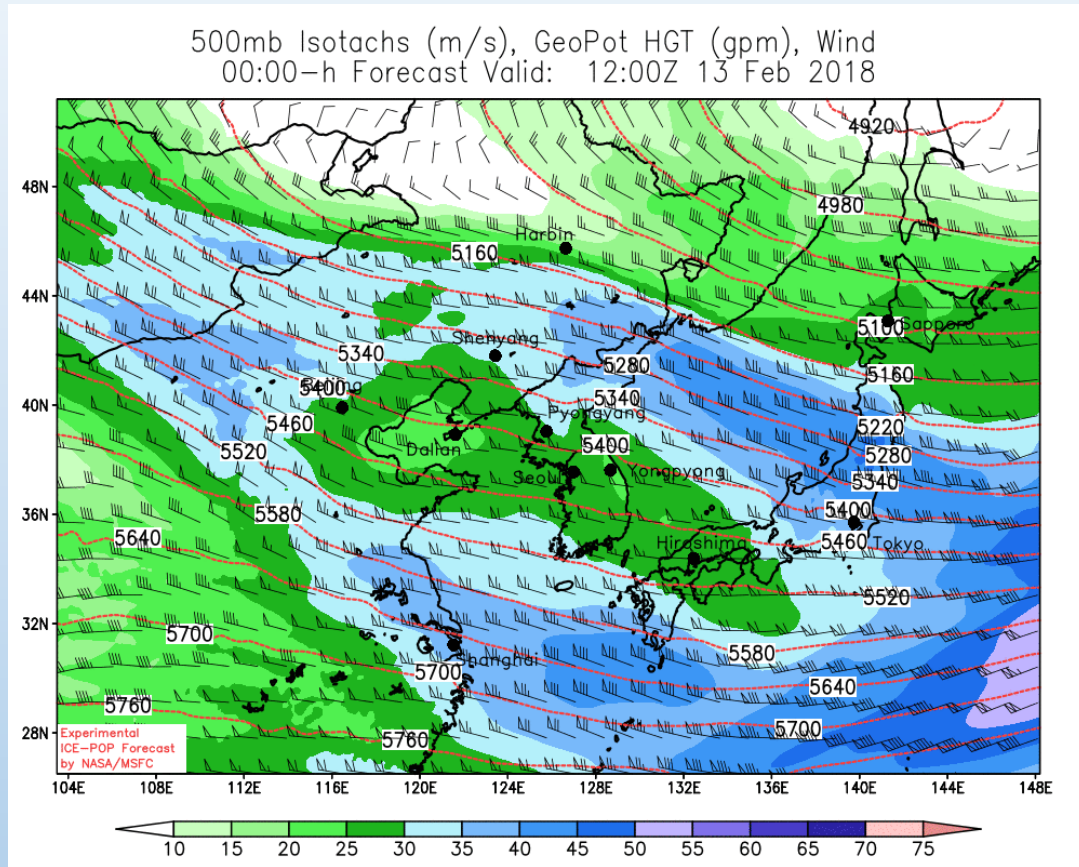 500mb Isotachs (m/s), GeoPot HGT (gpm), Wind
00:00-h Forecast Valid: 12:00Z 13 Feb 2018
4920
48N
4980
Harbin
5160
44N
5100
Sapporo
Shenyang
5340
5280
5160
5400
Beijing
5340
40N
5460
Pyongyang
5220
5400
5520
Dalian
5280
Seoul
Yongpyong
5340
36N
5580
5400
5640
Hiroshima
5460
Tokyo
5520
32N
5700
5580
Shanghai
5700
5640
5760
5700
28N
5760
Experimental
ICE-POP Forecast
by NASA/MSFC
104E 108E 112E 116E 120E 124E 128E 132E 136E 140E 144E 148E
10 15 20 25 30 35 40 45 50 55 60 65 70 75